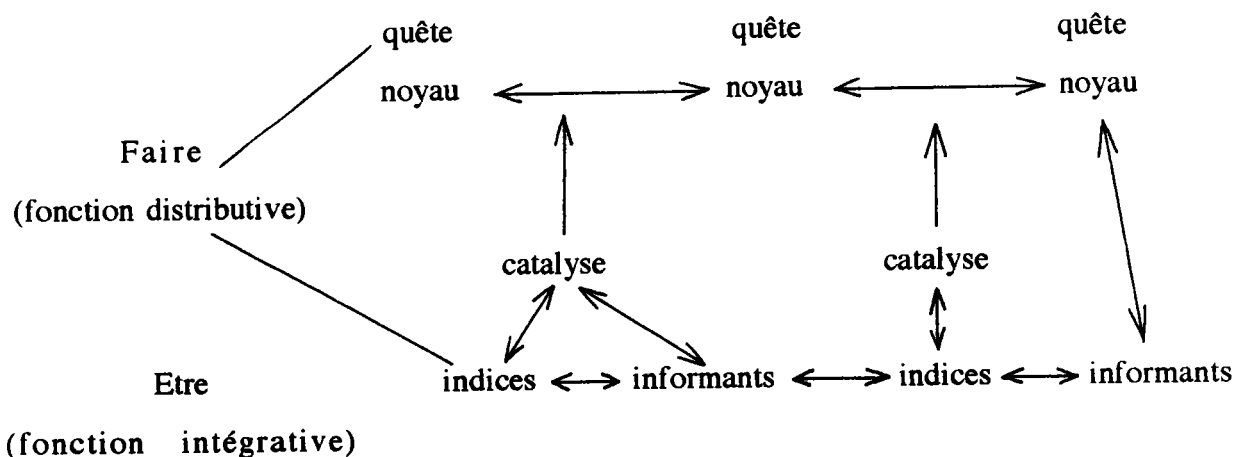 quête quête quête
noyau noyau noyau
Faire
(fonction distributive)
catalyse catalyse
Etre indices informants indices informants
(fonction intégrative)